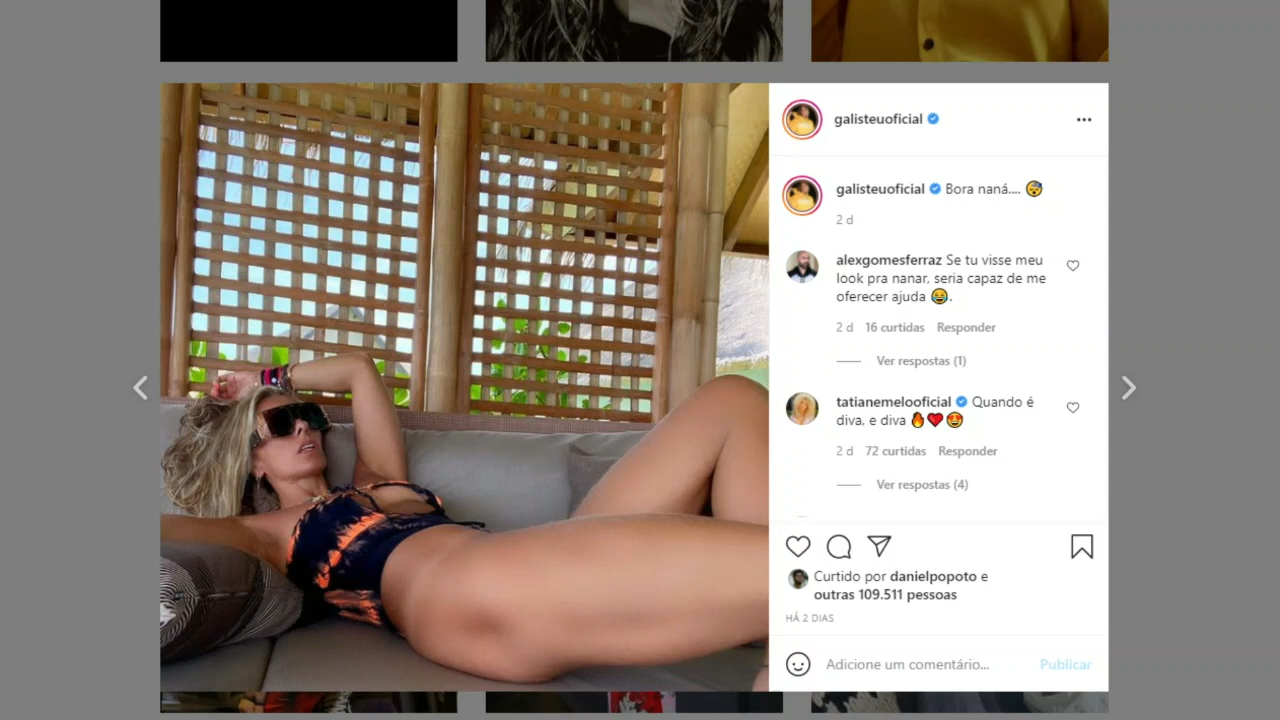 galisteuoficial
galisteuoficial Bora naná.... 😴
2 d
alexgomesferraz Se tu visse meu
look pra nanar, seria capaz de me
oferecer ajuda 😂.
2 d 16 curtidas Responder
Ver respostas (1)
tatianemelooficial Quando é
diva, e diva 🔥❤️😍
2 d 72 curtidas Responder
Ver respostas (4)
Curtido por danielpopoto e
outras 109.511 pessoas
HÁ 2 DIAS
Adicione um comentário... Publicar